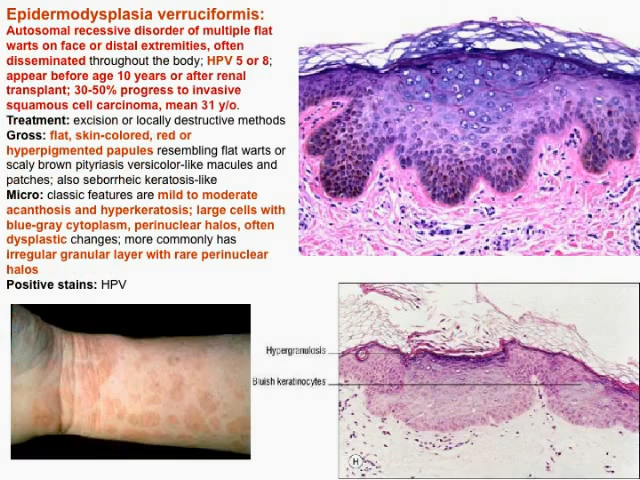 Epidermodysplasia verruciformis:
Autosomal recessive disorder of multiple flat
warts on face or distal extremities, often
disseminated throughout the body; HPV 5 or 8;
appear before age 10 years or after renal
transplant; 30-50% progress to invasive
squamous cell carcinoma, mean 31 y/o.
Treatment: excision or locally destructive methods
Gross: flat, skin-colored, red or
hyperpigmented papules resembling flat warts or
scaly brown pityriasis versicolor-like macules and
patches; also seborrheic keratosis-like
Micro: classic features are mild to moderate
acanthosis and hyperkeratosis; large cells with
blue-gray cytoplasm, perinuclear halos, often
dysplastic changes; more commonly has
irregular granular layer with rare perinuclear
halos
Positive stains: HPV
Hypergranulosis
Bluish keratinocytes
H